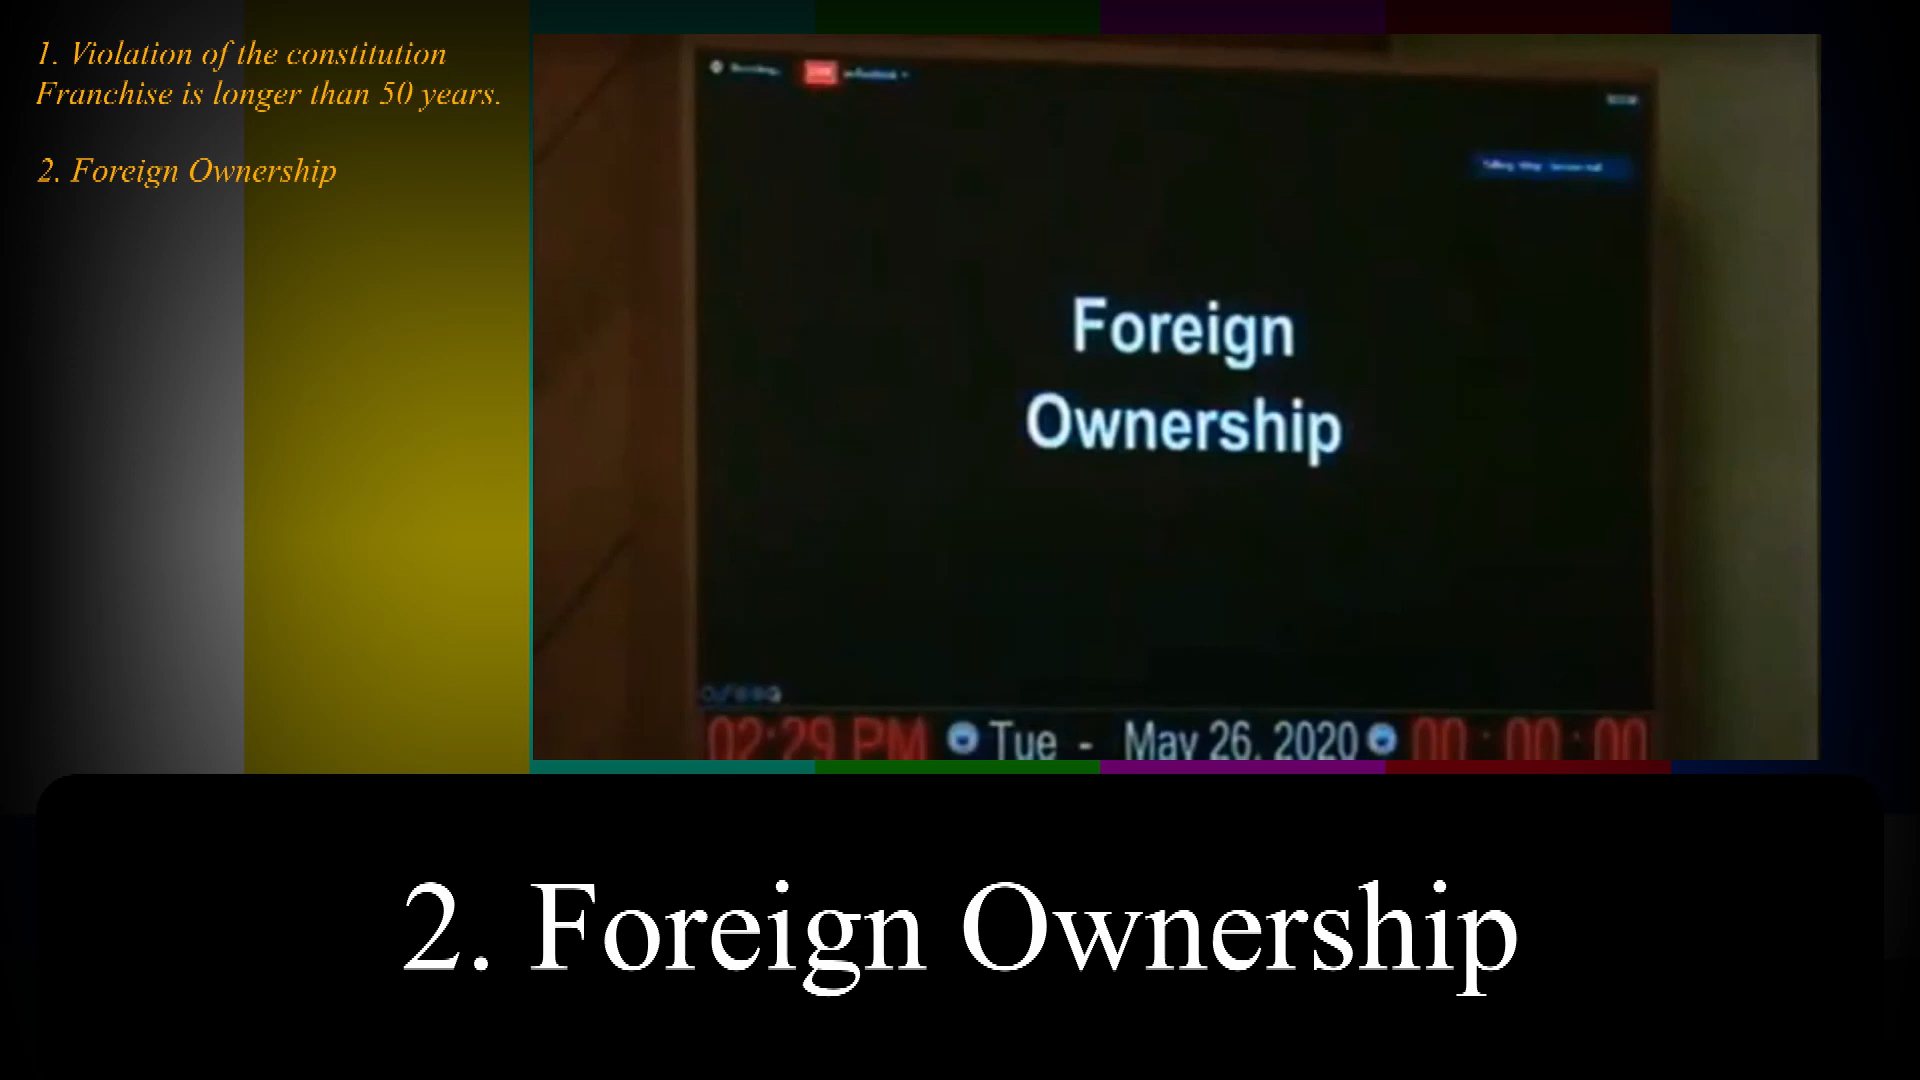 1. Violation of the constitution
Franchise is longer than 50 years.
2. Foreign Ownership
Foreign
Ownership
02:29 PM Tue - May 26, 2020 00 : 00 : 00
2. Foreign Ownership